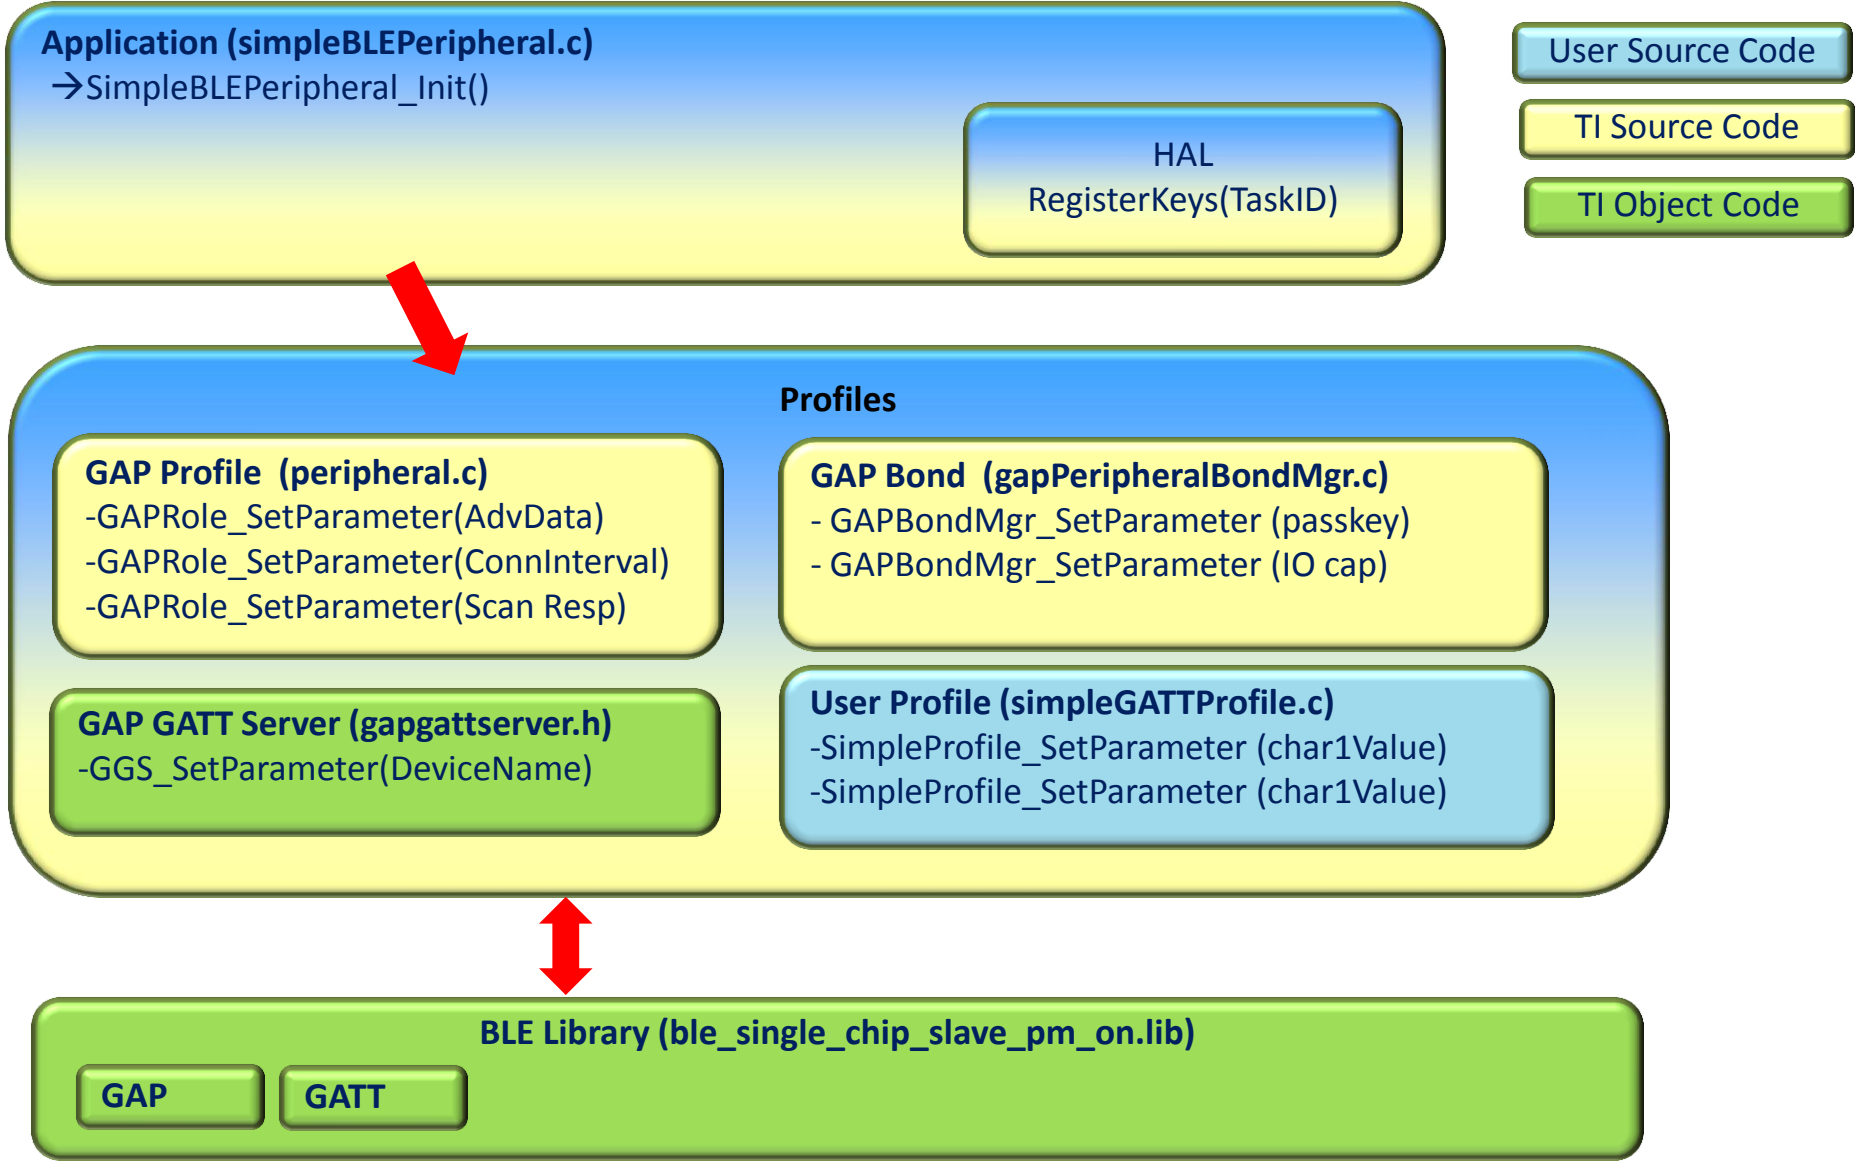 Application (simpleBLEPeripheral.c)
→SimpleBLEPeripheral_Init()
HAL
RegisterKeys(TaskID)
User Source Code
TI Source Code
TI Object Code
Profiles
GAP Profile (peripheral.c)
-GAPRole_SetParameter(AdvData)
-GAPRole_SetParameter(ConnInterval)
-GAPRole_SetParameter(Scan Resp)
GAP Bond (gapPeripheralBondMgr.c)
- GAPBondMgr_SetParameter (passkey)
- GAPBondMgr_SetParameter (IO cap)
GAP GATT Server (gapgattserver.h)
-GGS_SetParameter(DeviceName)
User Profile (simpleGATTProfile.c)
-SimpleProfile_SetParameter (char1Value)
-SimpleProfile_SetParameter (char1Value)
BLE Library (ble_single_chip_slave_pm_on.lib)
GAP
GATT